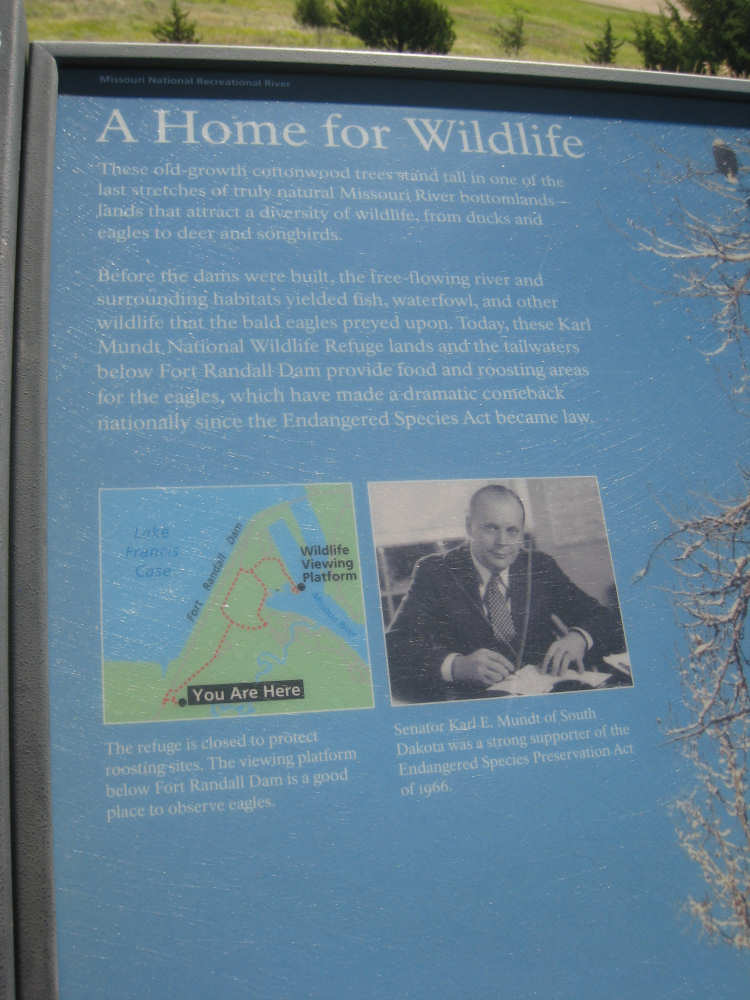 Missouri National Recreational River
A Home for Wildlife
These old-growth cottonwood trees stand tall in one of the
last stretches of truly natural Missouri River bottomlands—
lands that attract a diversity of wildlife, from ducks and
eagles to deer and songbirds.
Before the dams were built, the free-flowing river and
surrounding habitats yielded fish, waterfowl, and other
wildlife that the bald eagles preyed upon. Today, these Karl
Mundt National Wildlife Refuge lands and the tailwaters
below Fort Randall Dam provide food and roosting areas
for the eagles, which have made a dramatic comeback
nationally since the Endangered Species Act became law.
Lake
Francis
Case
Fort Randall Dam
Wildlife
Viewing
Platform
Missouri River
You Are Here
The refuge is closed to protect
roosting sites. The viewing platform
below Fort Randall Dam is a good
place to observe eagles.
Senator Karl E. Mundt of South
Dakota was a strong supporter of the
Endangered Species Preservation Act
of 1966.